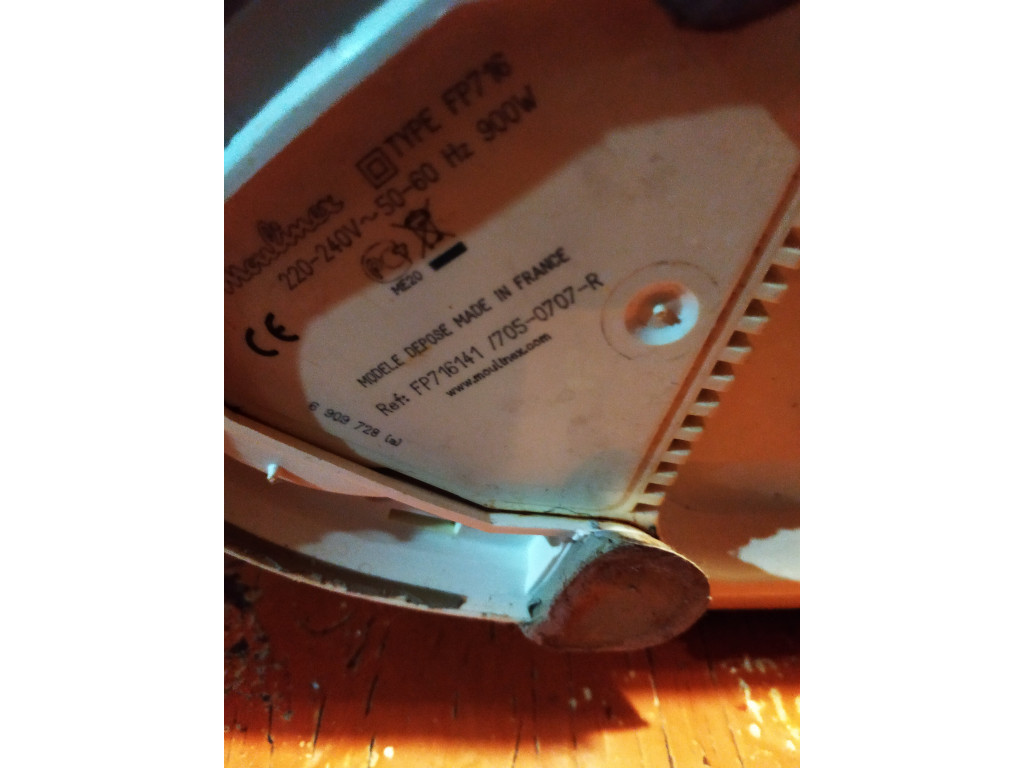 moulinex TYPE FP716
220-240V~ 50-60 Hz 900W
CE ME20
MODELE DEPOSE MADE IN FRANCE
Ref: FP716141 /705-0707-R
www.moulinex.com
6 909 728 (a)